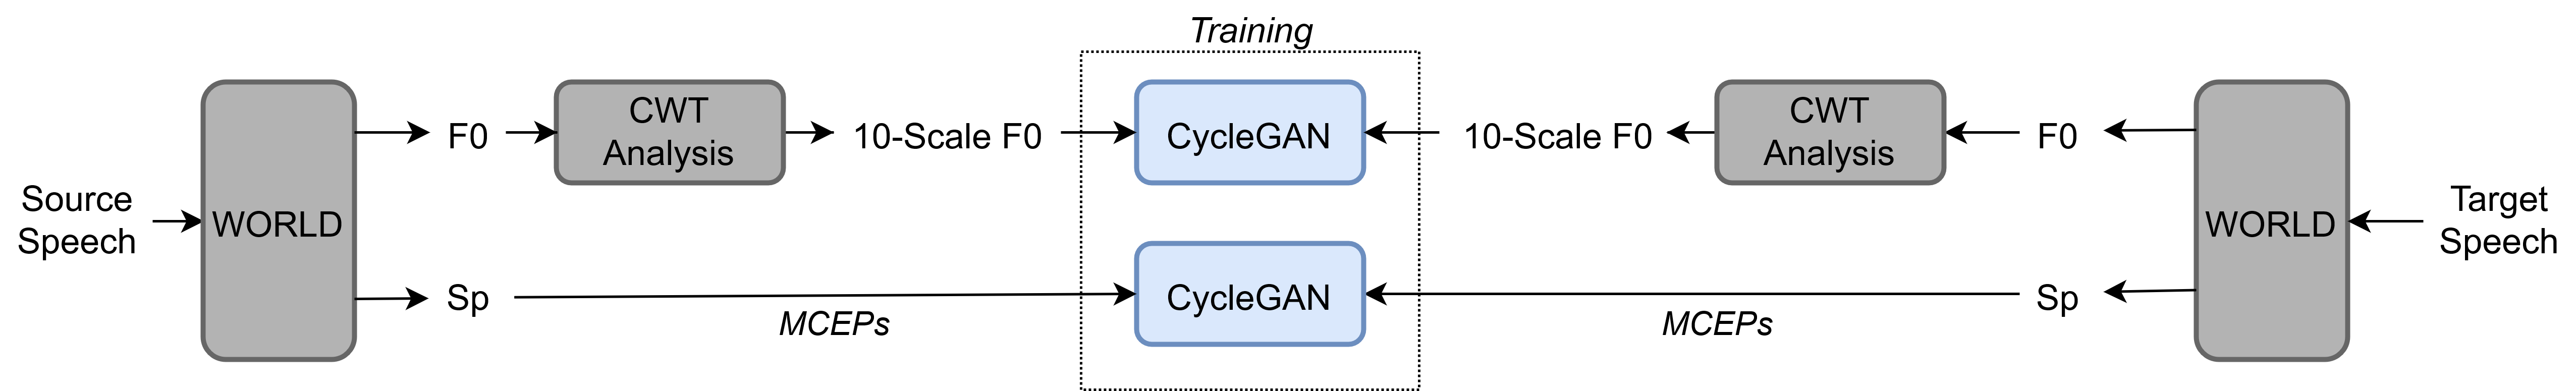 Training
Source
Speech
WORLD
F0
CWT
Analysis
10-Scale F0
CycleGAN
10-Scale F0
CWT
Analysis
F0
WORLD
Target
Speech
Sp
MCEPs
CycleGAN
MCEPs
Sp